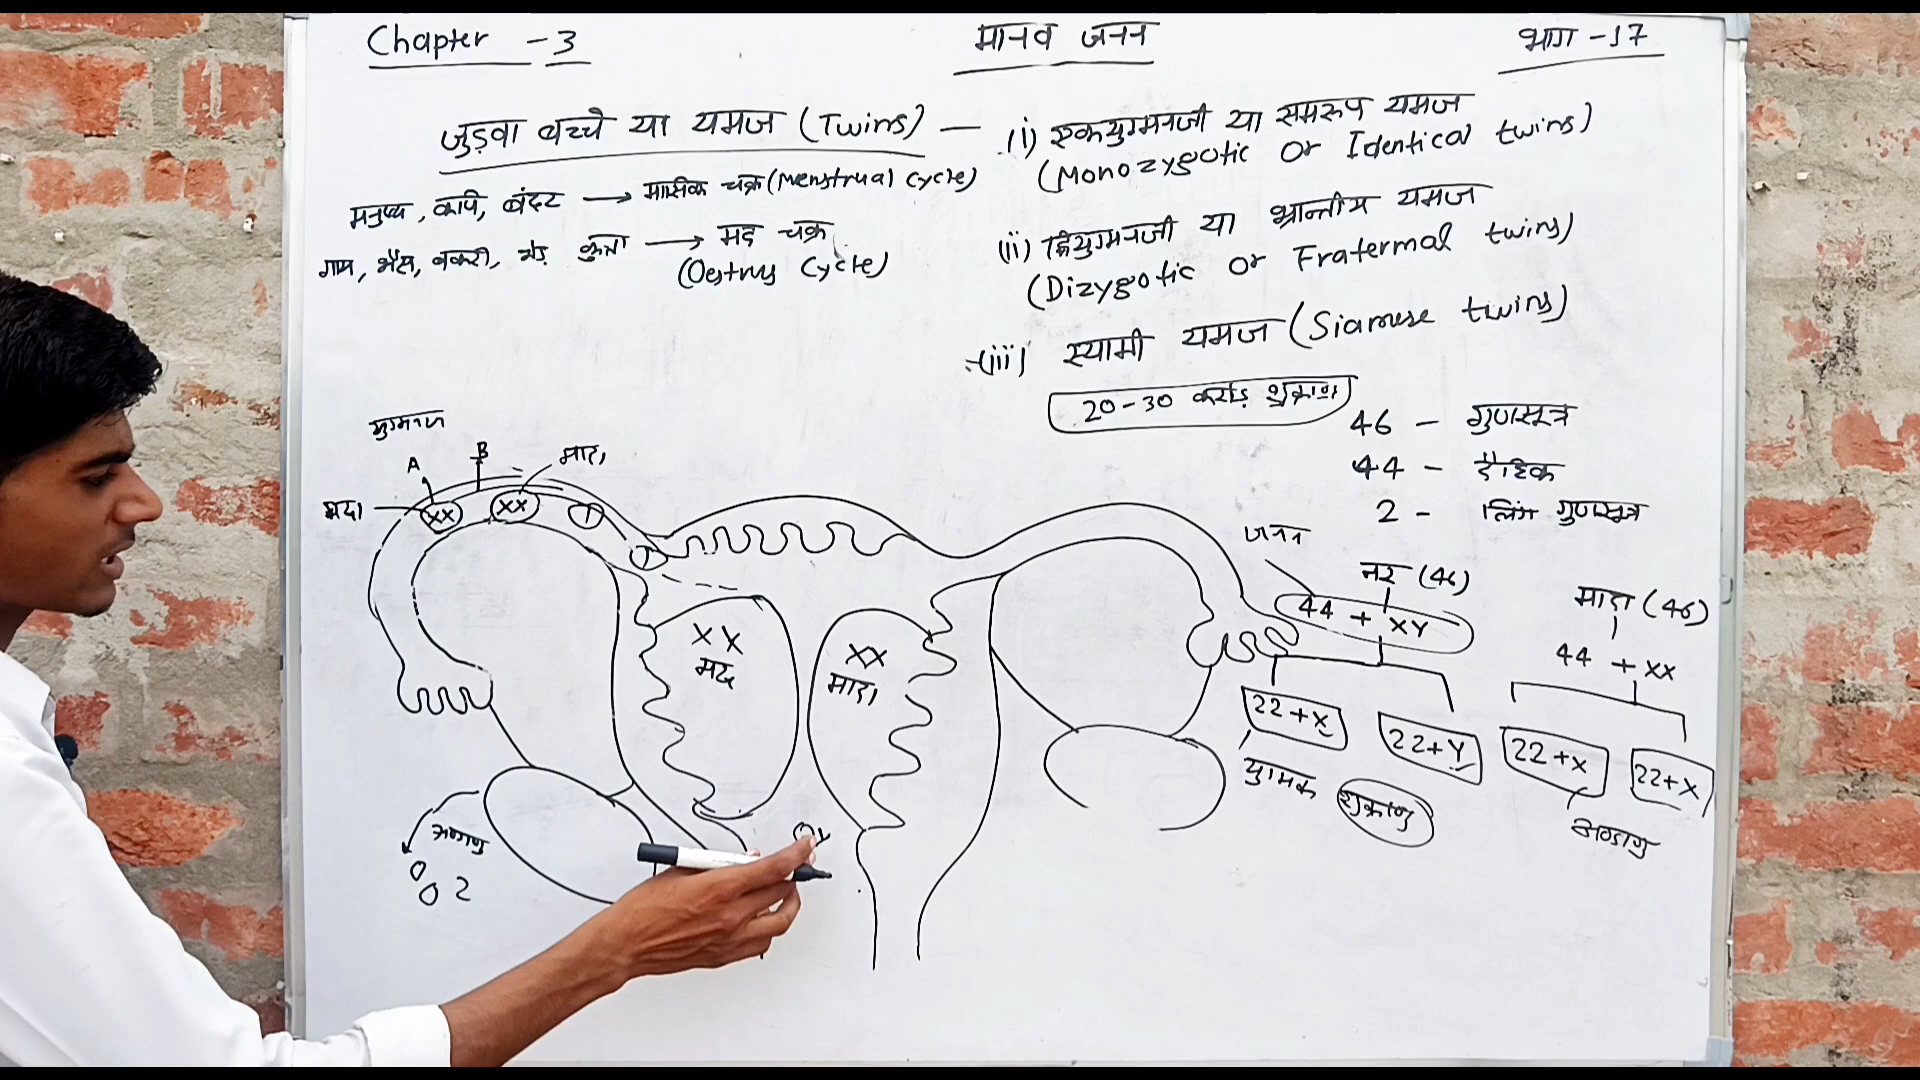 Chapter - 3
मानव जनन
भाग - 17
जुड़वा बच्चे या यमज (Twins) —
(i) एकयुग्मनजी या समरूप यमज
(Monozygotic or Identical twins)
मनुष्य, कपि, बंदर → मासिक चक्र (Menstrual cycle)
गाय, भैंस, बकरी, भेड़ कुत्ता → मद चक्र
(Oestrus Cycle)
(ii) द्वियुग्मनजी या भ्रान्तीय यमज
(Dizygotic or Fratermal twins)
(iii) स्यामी यमज (Siamese twins)
20-30 करोड़ शुक्राणु
46 - गुणसूत्र
44 - दैहिक
2 - लिंग गुणसूत्र
युग्मनज
A
B
मादा
XX
XX
जनन
नर (46)
44 + XY
22+X
22+Y
युग्मक
शुक्राणु
मादा (46)
44 + XX
22+X
22+X
अण्डाणु
XX
XX
मादा
अण्डाणु
2